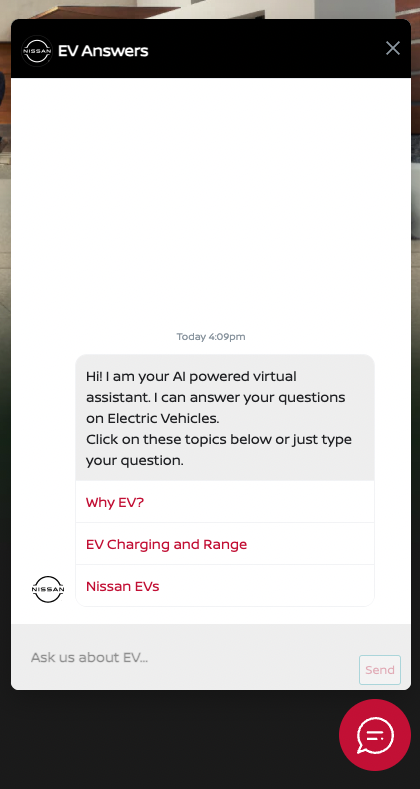 NISSAN
EV Answers
Today 4:09pm
Hi! I am your AI powered virtual
assistant. I can answer your questions
on Electric Vehicles.
Click on these topics below or just type
your question.
Why EV?
EV Charging and Range
Nissan EVs
NISSAN
Ask us about EV...
Send